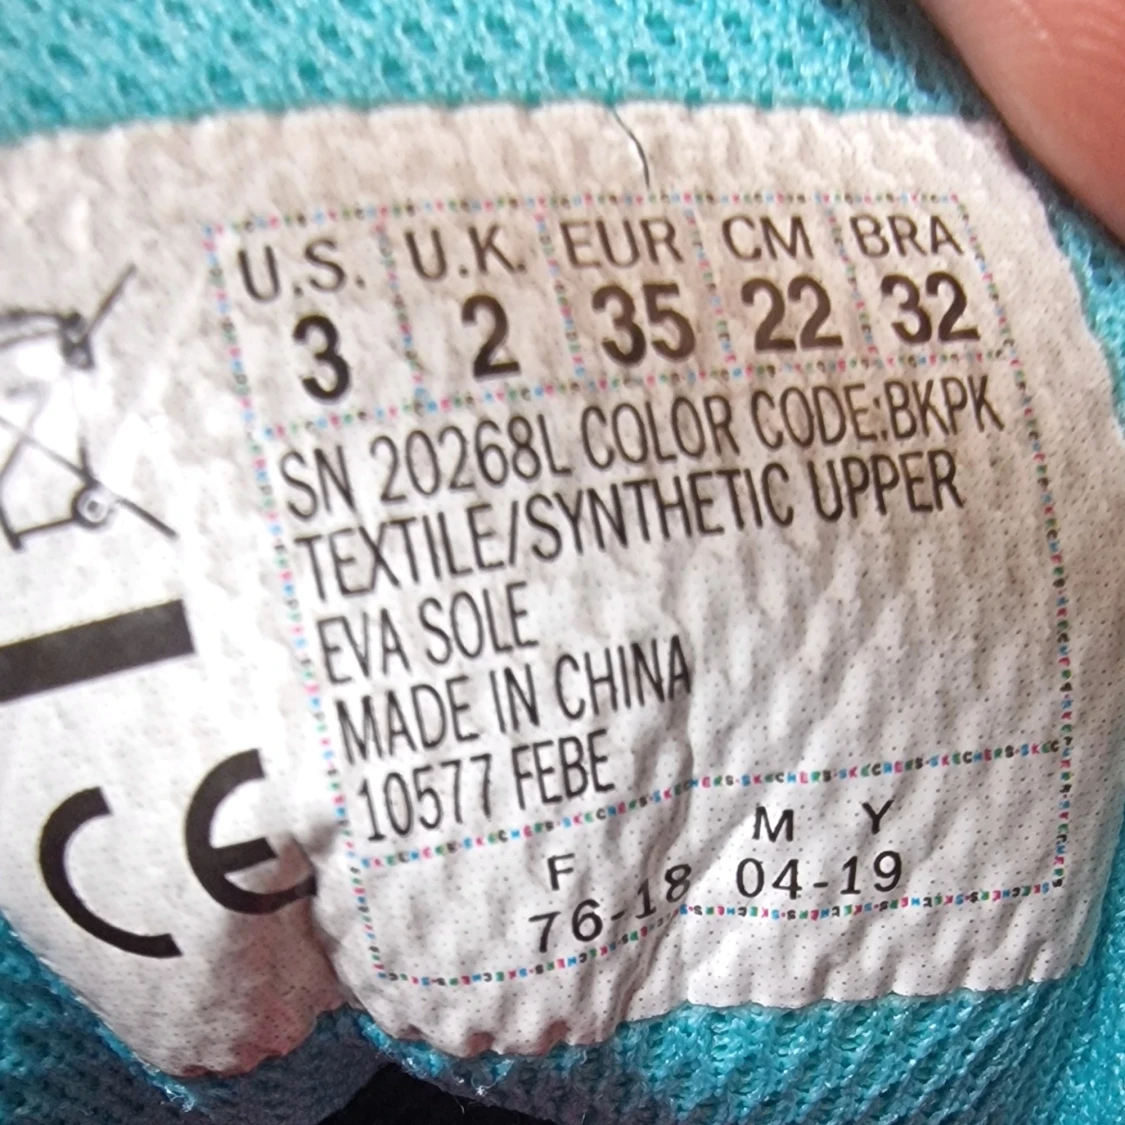 U.S. U.K. EUR CM BRA
3 2 35 22 32
SN 20268L COLOR CODE:BKPK
TEXTILE/SYNTHETIC UPPER
EVA SOLE
MADE IN CHINA
10577 FEBE
F M Y
76-18 04-19
CE